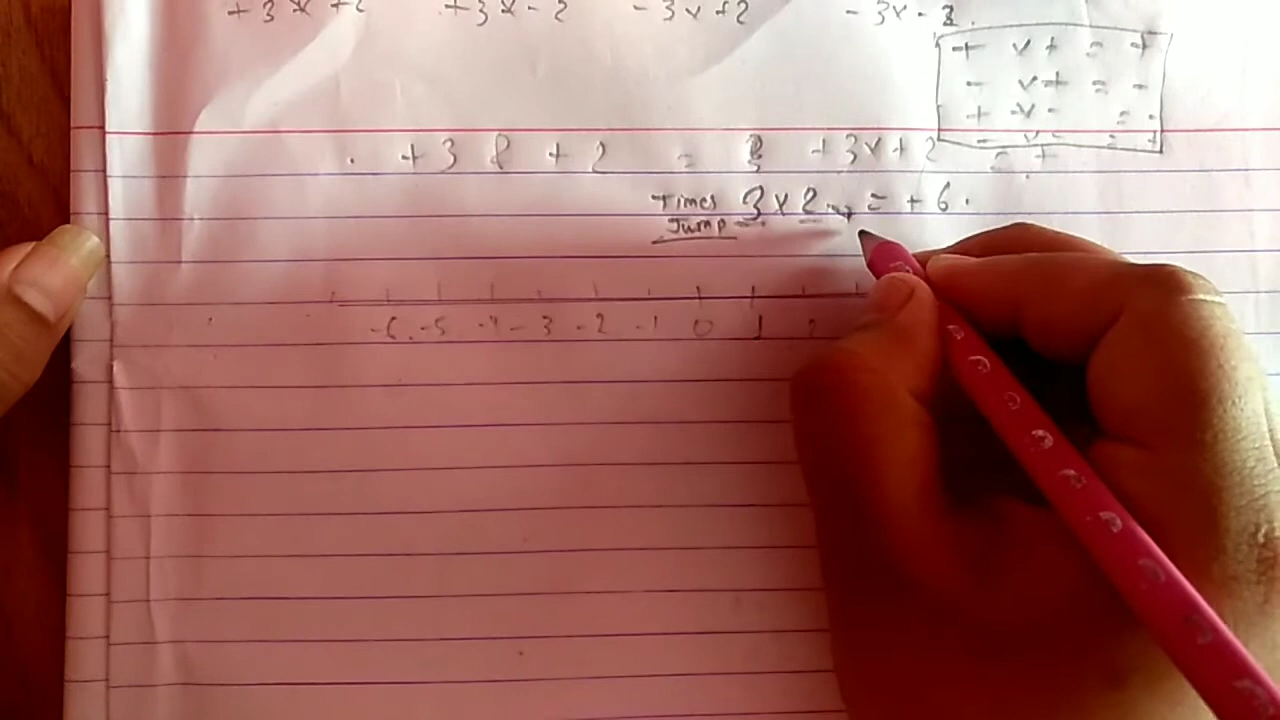 +3 x +2 +3 x -2 -3 x +2 -3 x -2.
+ x + = +
- x + = -
+ x - = -
- x - = +
. +3 & +2 = +3 x +2 = +
Times 3 x 2 → = +6.
Jump
-6 -5 -4 -3 -2 -1 0 1 2